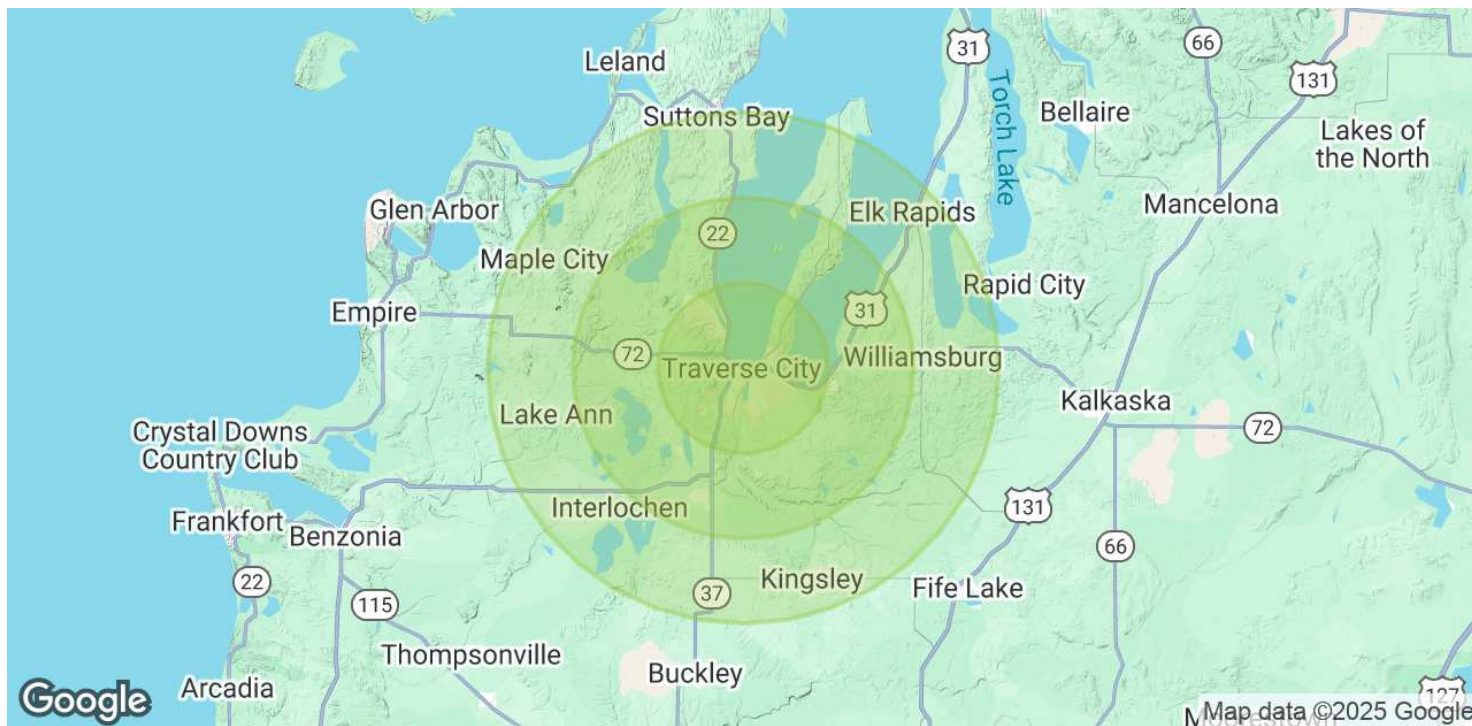 31
66
Leland
131
Torch Lake
Bellaire
Suttons Bay
Lakes of
the North
Glen Arbor
Elk Rapids
Mancelona
22
Maple City
Rapid City
Empire
31
72
Williamsburg
Traverse City
Kalkaska
Lake Ann
72
Crystal Downs
Country Club
Interlochen
131
Frankfort
Benzonia
66
22
Kingsley
Fife Lake
37
115
Thompsonville
Buckley
Arcadia
127
Google
Map data ©2025 Google